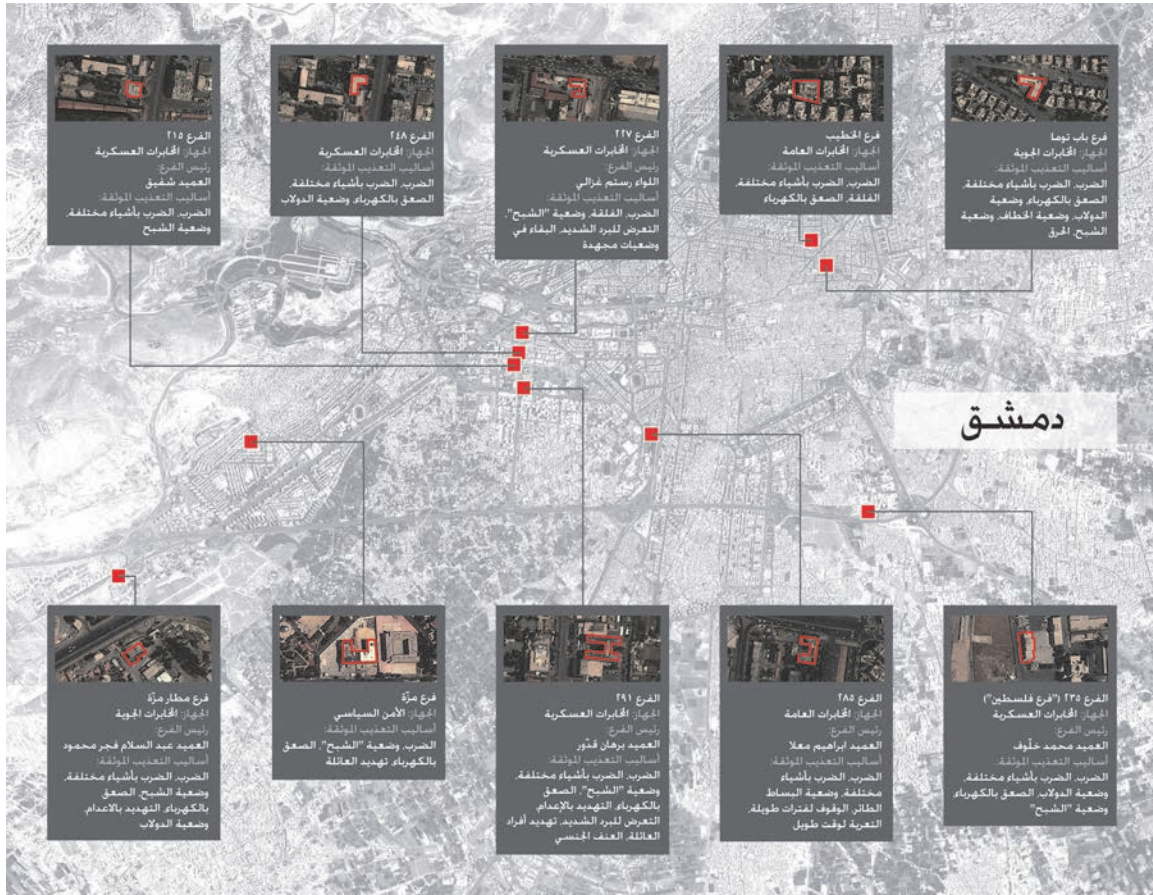 فرع باب توما
الجهاز: المخابرات الجوية
أساليب التعذيب الموثقة:
الضرب، الضرب بأشياء مختلفة،
الصعق بالكهرباء، وضعية
الدولاب، وضعية الخطاف، وضعية
الشبح، الحرق
فرع الخطيب
الجهاز: المخابرات العامة
أساليب التعذيب الموثقة:
الضرب، الضرب بأشياء مختلفة،
الفلقة، الصعق بالكهرباء
الفرع ٢٢٧
الجهاز: المخابرات العسكرية
رئيس الفرع:
اللواء رستم غزالي
أساليب التعذيب الموثقة:
الضرب، الفلقة، وضعية "الشبح"،
التعرض للبرد الشديد، البقاء في
وضعيات مجهدة
الفرع ٢٤٨
الجهاز: المخابرات العسكرية
أساليب التعذيب الموثقة:
الضرب، الضرب بأشياء مختلفة،
الصعق بالكهرباء، وضعية الدولاب
الفرع ٢١٥
الجهاز: المخابرات العسكرية
رئيس الفرع:
العميد شفيق
أساليب التعذيب الموثقة:
الضرب، الضرب بأشياء مختلفة،
وضعية الشبح
دمشق
الفرع ٢٣٥ ("فرع فلسطين")
الجهاز: المخابرات العسكرية
رئيس الفرع:
العميد محمد خلّوف
أساليب التعذيب الموثقة:
الضرب، الضرب بأشياء مختلفة،
وضعية الدولاب، الصعق بالكهرباء،
وضعية "الشبح"
الفرع ٢٨٥
الجهاز: المخابرات العامة
رئيس الفرع:
العميد ابراهيم معلا
أساليب التعذيب الموثقة:
الضرب، الضرب بأشياء
مختلفة، وضعية البساط
الطائر، الوقوف لفترات طويلة،
التعرية لوقت طويل
الفرع ٢٩١
الجهاز: المخابرات العسكرية
رئيس الفرع:
العميد برهان قدّور
أساليب التعذيب الموثقة:
الضرب، الضرب بأشياء مختلفة،
وضعية "الشبح"، الصعق
بالكهرباء، التهديد بالإعدام،
التعرض للبرد الشديد، تهديد أفراد
العائلة، العنف الجنسي
فرع مزّة
الجهاز: الأمن السياسي
أساليب التعذيب الموثقة:
الضرب، وضعية "الشبح"، الصعق
بالكهرباء، تهديد العائلة
فرع مطار مزّة
الجهاز: المخابرات الجوية
رئيس الفرع:
العميد عبد السلام فجر محمود
أساليب التعذيب الموثقة:
الضرب، الضرب بأشياء مختلفة،
وضعية الشبح، الصعق
بالكهرباء، التهديد بالاعدام،
وضعية الدولاب